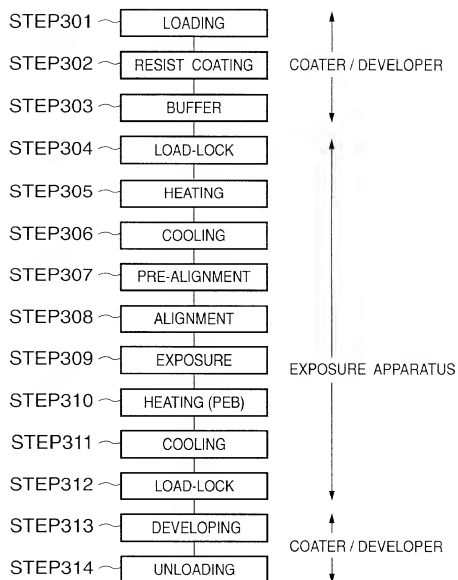 STEP301 LOADING
STEP302 RESIST COATING COATER / DEVELOPER
STEP303 BUFFER
STEP304 LOAD-LOCK
STEP305 HEATING
STEP306 COOLING
STEP307 PRE-ALIGNMENT
STEP308 ALIGNMENT
STEP309 EXPOSURE EXPOSURE APPARATUS
STEP310 HEATING (PEB)
STEP311 COOLING
STEP312 LOAD-LOCK
STEP313 DEVELOPING
COATER / DEVELOPER
STEP314 UNLOADING